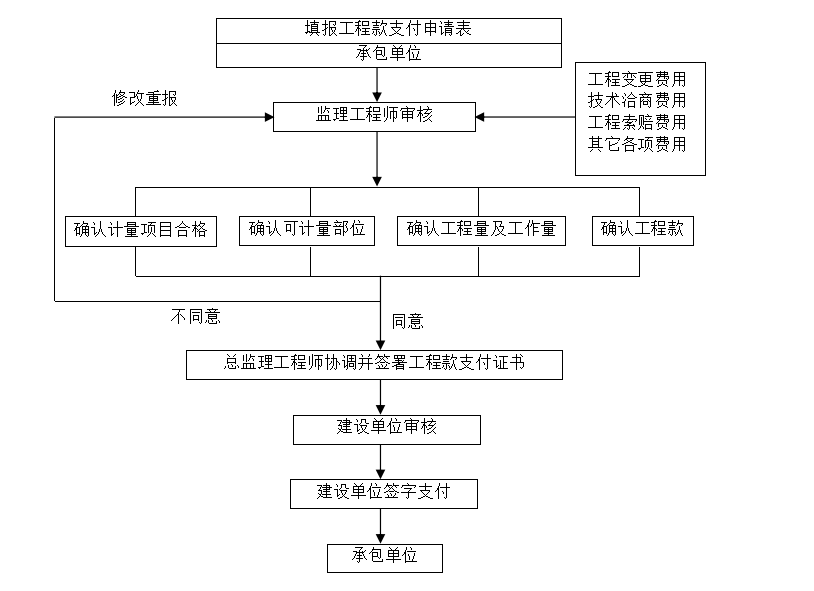 填报工程款支付申请表
承包单位
修改重报
监理工程师审核
工程变更费用
技术洽商费用
工程索赔费用
其它各项费用
确认计量项目合格
确认可计量部位
确认工程量及工作量
确认工程款
不同意
同意
总监理工程师协调并签署工程款支付证书
建设单位审核
建设单位签字支付
承包单位